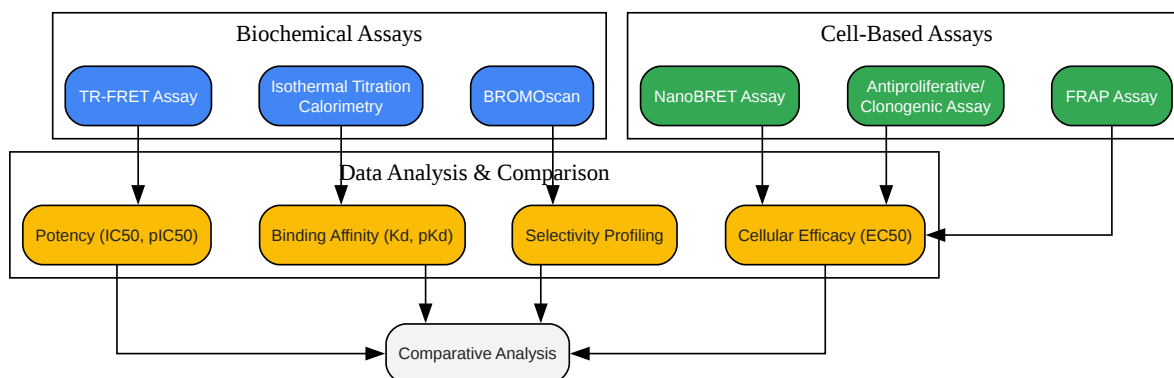 Biochemical Assays
Cell-Based Assays
TR-FRET Assay
Isothermal Titration
Calorimetry
BROMOscan
NanoBRET Assay
Antiproliferative/
Clonogenic Assay
FRAP Assay
Data Analysis & Comparison
Potency (IC50, pIC50)
Binding Affinity (Kd, pKd)
Selectivity Profiling
Cellular Efficacy (EC50)
Comparative Analysis